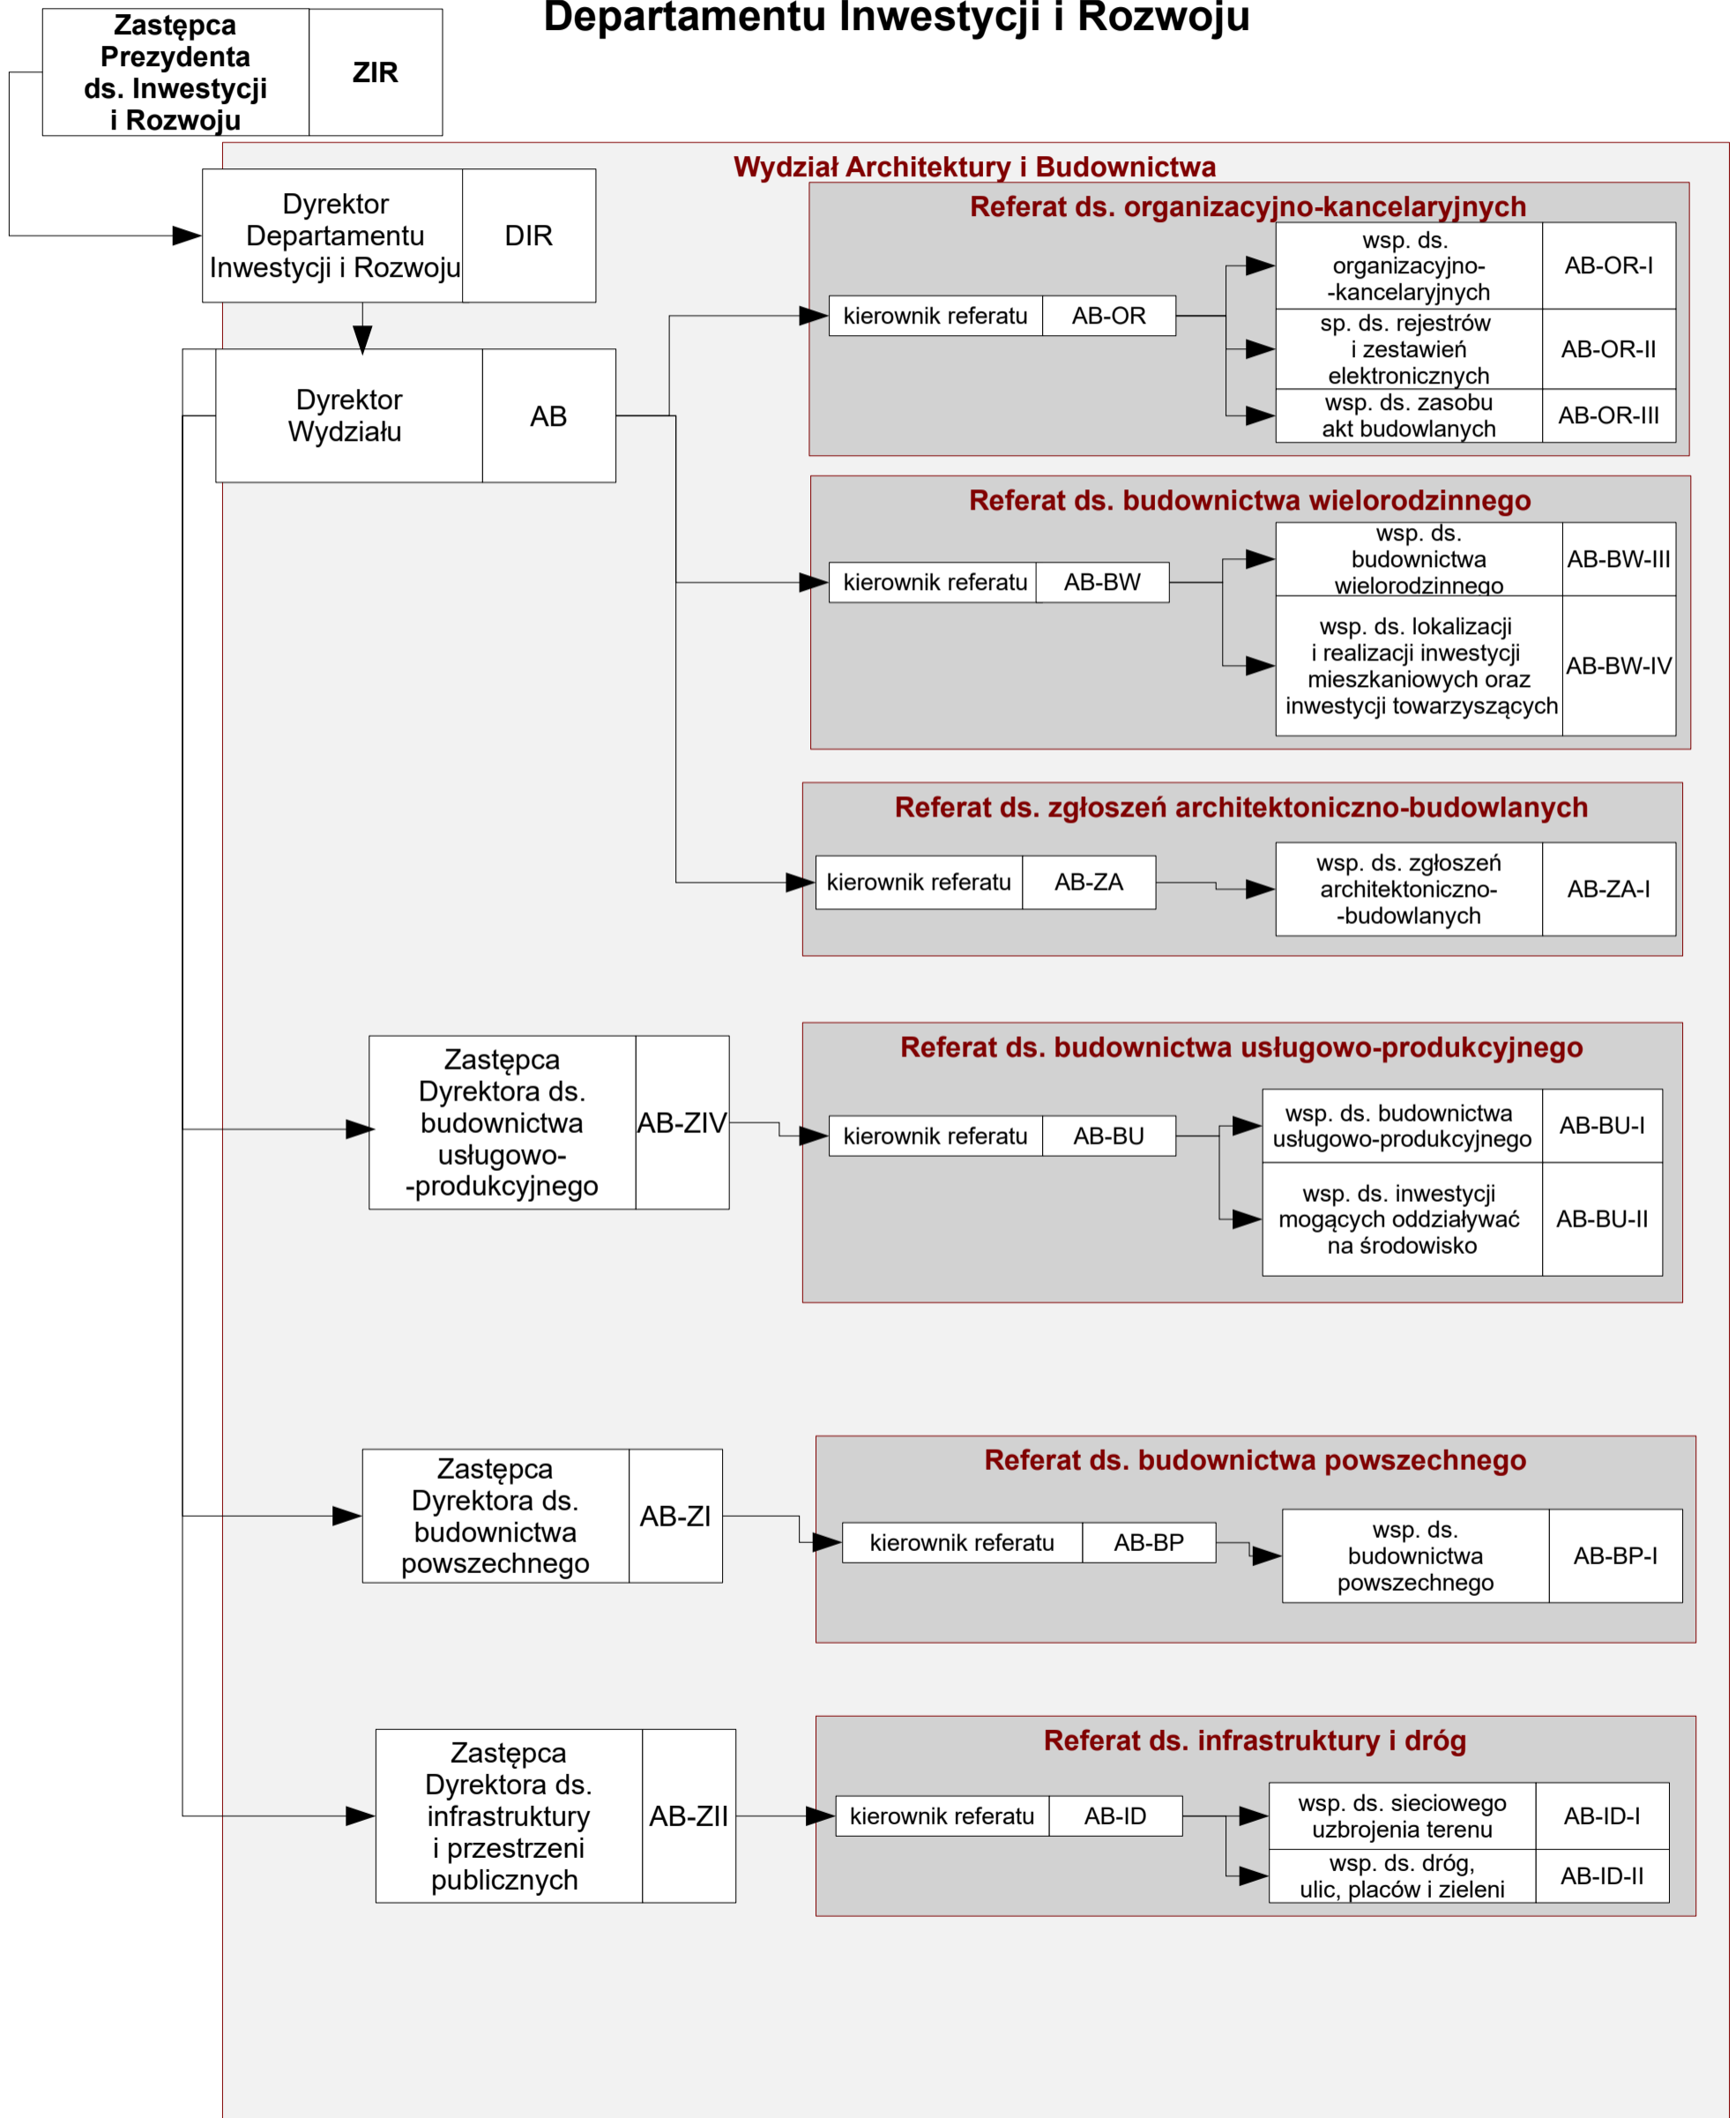 Departamentu Inwestycji i Rozwoju
Zastępca
Prezydenta
ds. Inwestycji
i Rozwoju
ZIR
Wydział Architektury i Budownictwa
Dyrektor
Departamentu
Inwestycji i Rozwoju
DIR
Dyrektor
Wydziału
AB
Referat ds. organizacyjno-kancelaryjnych
kierownik referatu
AB-OR
wsp. ds.
organizacyjno-
-kancelaryjnych
AB-OR-I
sp. ds. rejestrów
i zestawień
elektronicznych
AB-OR-II
wsp. ds. zasobu
akt budowlanych
AB-OR-III
Referat ds. budownictwa wielorodzinnego
kierownik referatu
AB-BW
wsp. ds.
budownictwa
wielorodzinnego
AB-BW-III
wsp. ds. lokalizacji
i realizacji inwestycji
mieszkaniowych oraz
inwestycji towarzyszących
AB-BW-IV
Referat ds. zgłoszeń architektoniczno-budowlanych
kierownik referatu
AB-ZA
wsp. ds. zgłoszeń
architektoniczno-
-budowlanych
AB-ZA-I
Zastępca
Dyrektora ds.
budownictwa
usługowo-
-produkcyjnego
AB-ZIV
Referat ds. budownictwa usługowo-produkcyjnego
kierownik referatu
AB-BU
wsp. ds. budownictwa
usługowo-produkcyjnego
AB-BU-I
wsp. ds. inwestycji
mogących oddziaływać
na środowisko
AB-BU-II
Zastępca
Dyrektora ds.
budownictwa
powszechnego
AB-ZI
Referat ds. budownictwa powszechnego
kierownik referatu
AB-BP
wsp. ds.
budownictwa
powszechnego
AB-BP-I
Zastępca
Dyrektora ds.
infrastruktury
i przestrzeni
publicznych
AB-ZII
Referat ds. infrastruktury i dróg
kierownik referatu
AB-ID
wsp. ds. sieciowego
uzbrojenia terenu
AB-ID-I
wsp. ds. dróg,
ulic, placów i zieleni
AB-ID-II